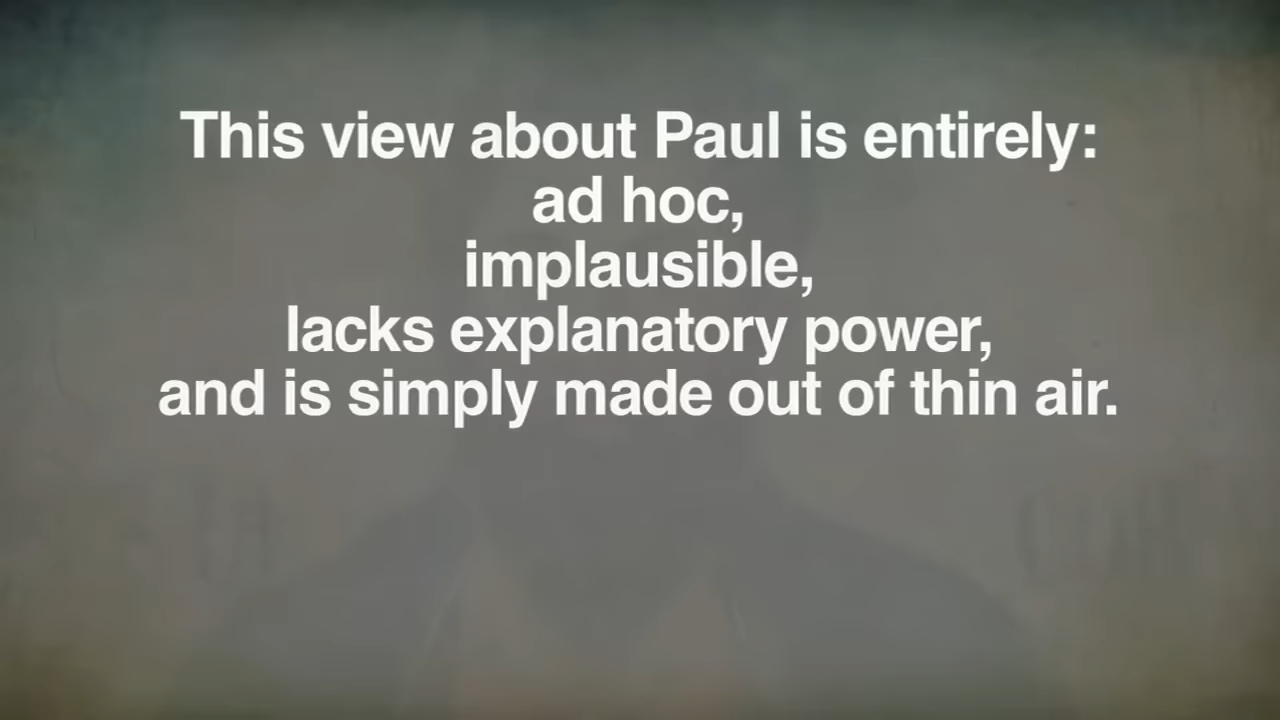 This view about Paul is entirely:
ad hoc,
implausible,
lacks explanatory power,
and is simply made out of thin air.